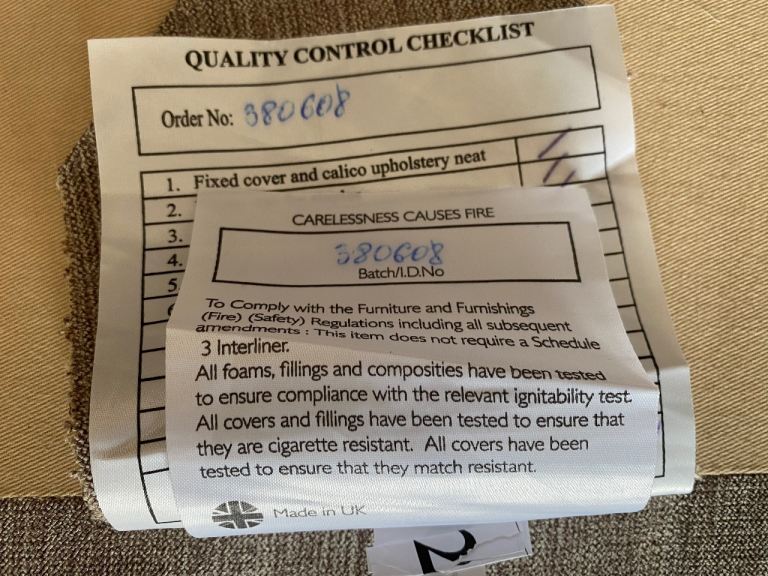 QUALITY CONTROL CHECKLIST
Order No: 380608
1. Fixed cover and calico upholstery neat
2.
3.
4.
5
CARELESSNESS CAUSES FIRE
380608
Batch/I.D.No
To Comply with the Furniture and Furnishings
(Fire) (Safety) Regulations including all subsequent
amendments : This item does not require a Schedule
3 Interliner.
All foams, fillings and composities have been tested
to ensure compliance with the relevant ignitability test.
All covers and fillings have been tested to ensure that
they are cigarette resistant. All covers have been
tested to ensure that they match resistant.
Made in UK
2